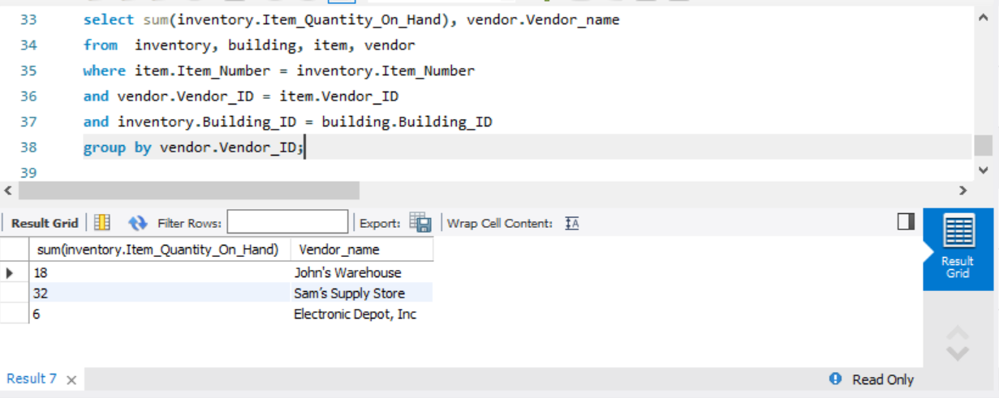 33 select sum(inventory.Item_Quantity_On_Hand), vendor.Vendor_name
34 from  inventory, building, item, vendor
35 where item.Item_Number = inventory.Item_Number
36 and vendor.Vendor_ID = item.Vendor_ID
37 and inventory.Building_ID = building.Building_ID
38 group by vendor.Vendor_ID;
39
Result Grid Filter Rows: Export: Wrap Cell Content: IA
sum(inventory.Item_Quantity_On_Hand) Vendor_name
18 John's Warehouse
32 Sam's Supply Store
6 Electronic Depot, Inc
Result
Grid
Result 7 Read Only